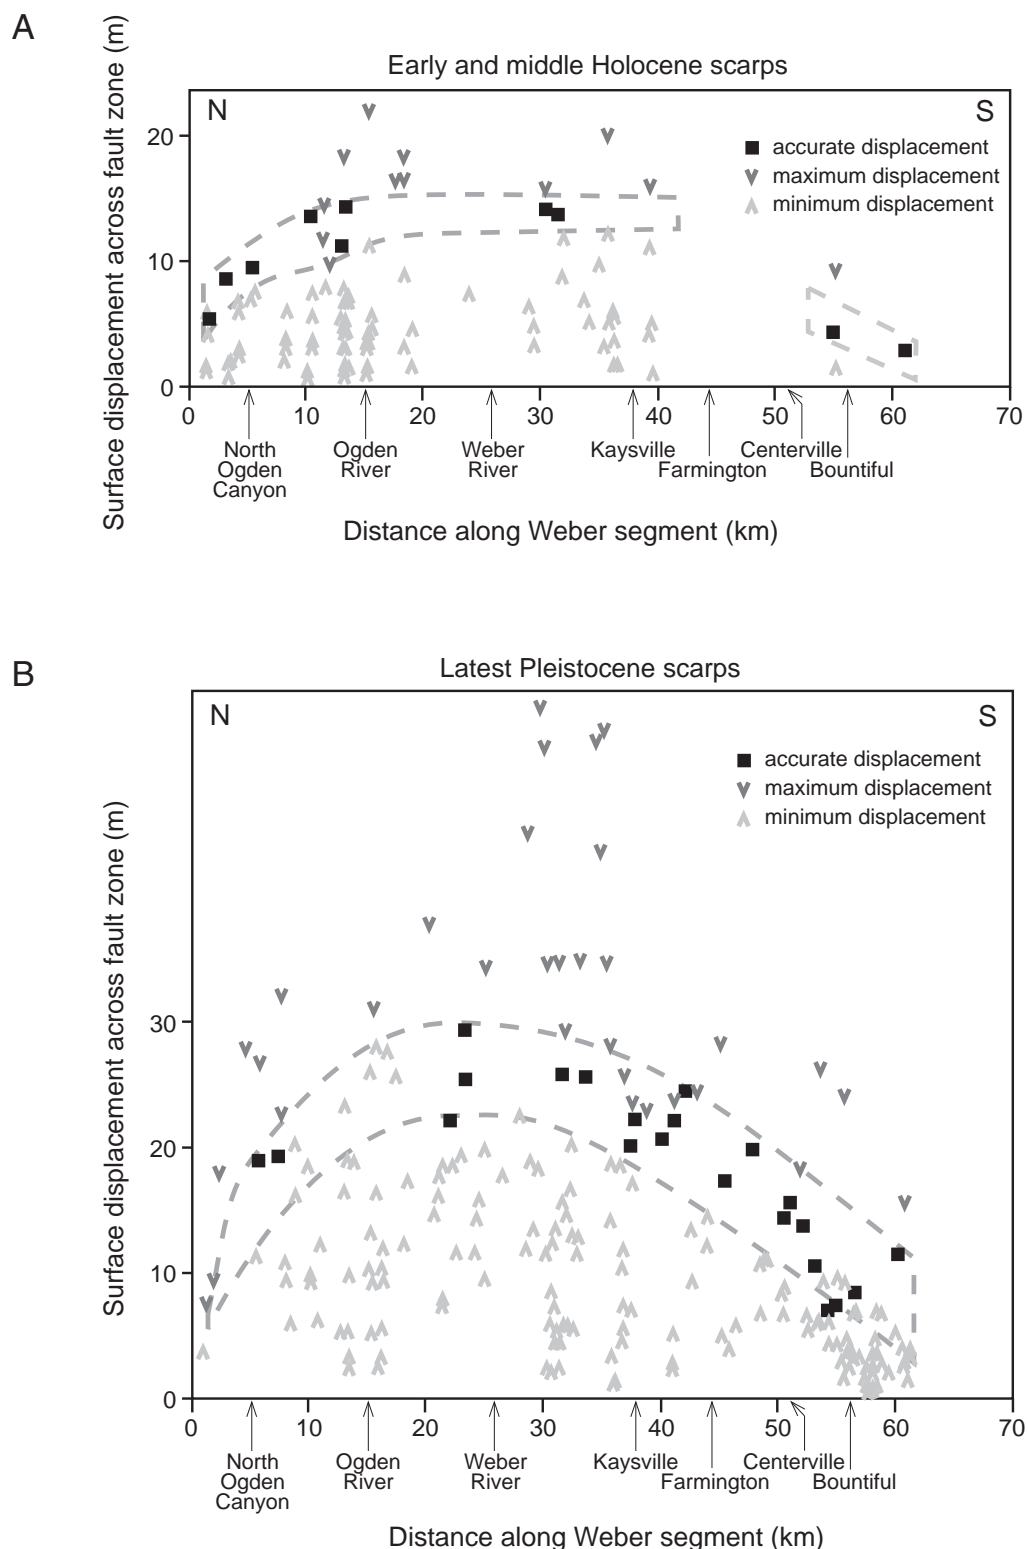 A
Early and middle Holocene scarps
Surface displacement across fault zone (m)
N
S
accurate displacement
maximum displacement
minimum displacement
20
10
0
0 10 20 30 40 50 60 70
North
Ogden
Canyon
Ogden
River
Weber
River
Kaysville
Farmington
Centerville
Bountiful
Distance along Weber segment (km)
B
Latest Pleistocene scarps
Surface displacement across fault zone (m)
N
S
accurate displacement
maximum displacement
minimum displacement
30
20
10
0
0 10 20 30 40 50 60 70
North
Ogden
Canyon
Ogden
River
Weber
River
Kaysville
Farmington
Centerville
Bountiful
Distance along Weber segment (km)